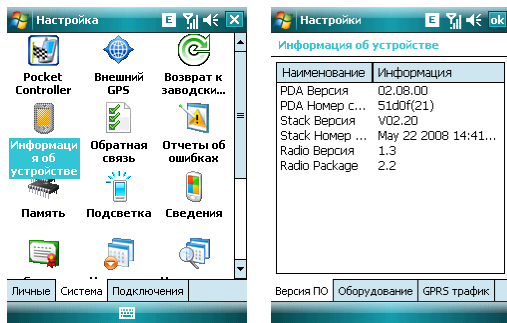 Настройка
E
Pocket Controller
Внешний GPS
Возврат к заводски...
Информаци
я об
устройстве
Обратная связь
Отчеты об ошибках
Память
Подсветка
Сведения
Личные Система Подключения
Настройки
E
ok
Информация об устройстве
Наименование Информация
PDA Версия 02.08.00
PDA Номер с... 51d0f(21)
Stack Версия V02.20
Stack Номер ... May 22 2008 14:41...
Radio Версия 1.3
Radio Package 2.2
Версия ПО Оборудование GPRS трафик